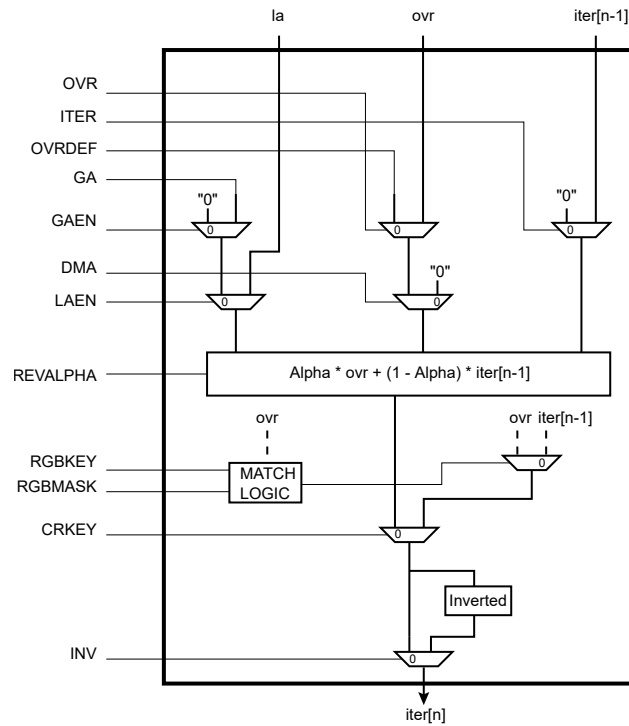 la ovr iter[n-1]
OVR
ITER
OVRDEF
GA
"0" "0"
GAEN 0 0 0
DMA "0"
LAEN 0 0
REVALPHA Alpha * ovr + (1 - Alpha) * iter[n-1]
ovr ovr iter[n-1]
RGBKEY MATCH 0
RGBMASK LOGIC
CRKEY 0
Inverted
INV 0
iter[n]